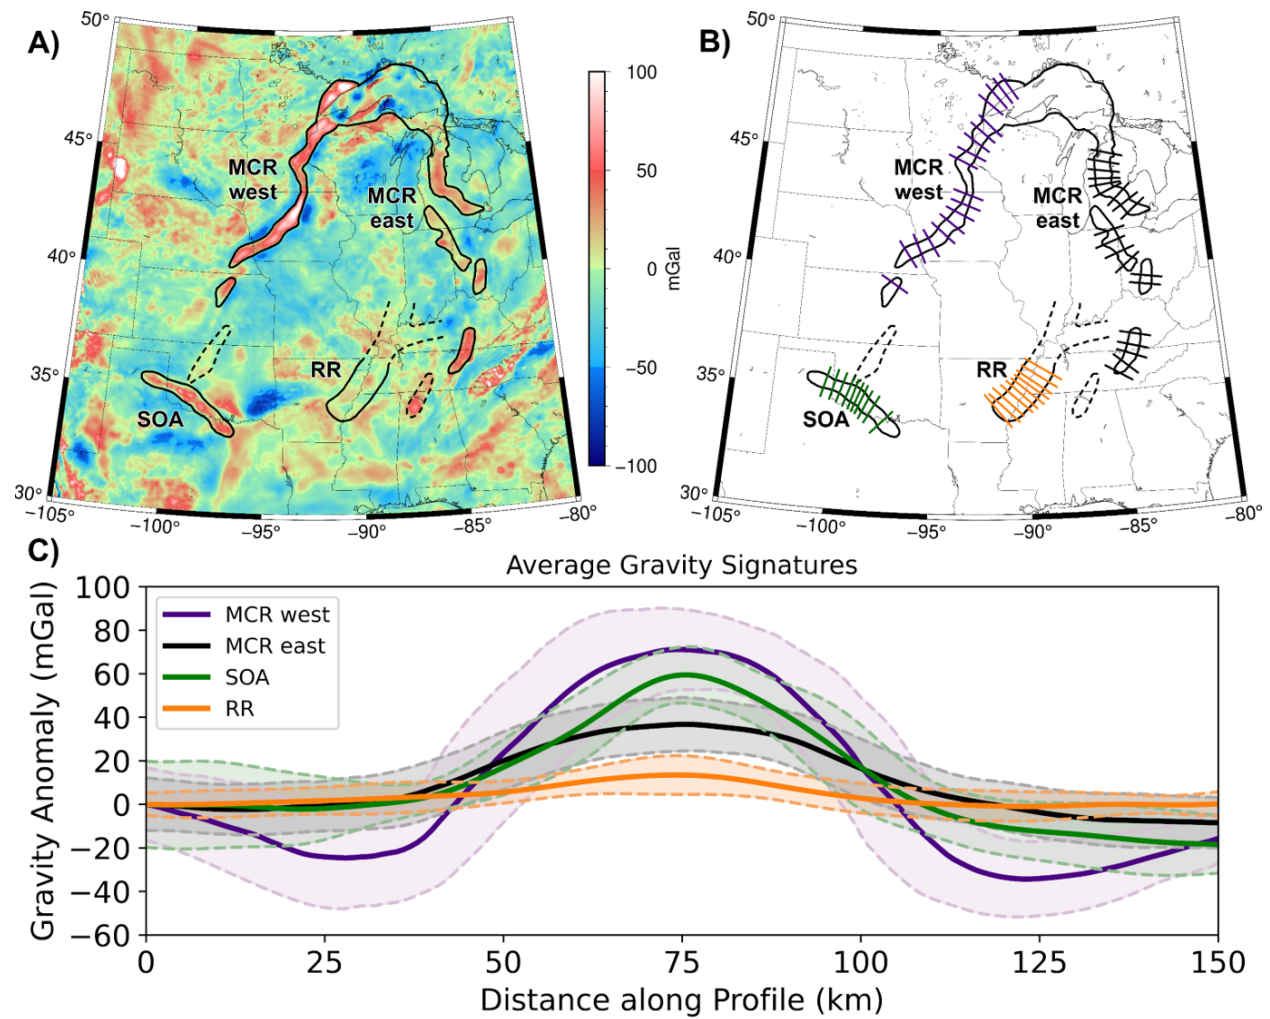 A)
50°
45°
40°
35°
30°
−105°
−100°
−95°
−90°
−85°
−80°
MCR
west
MCR
east
RR
SOA
100
50
0
−50
−100
mGal
B)
50°
45°
40°
35°
30°
−105°
−100°
−95°
−90°
−85°
−80°
MCR
west
MCR
east
RR
SOA
C)
Average Gravity Signatures
Gravity Anomaly (mGal)
100
80
60
40
20
0
−20
−40
−60
MCR west
MCR east
SOA
RR
0
25
50
75
100
125
150
Distance along Profile (km)